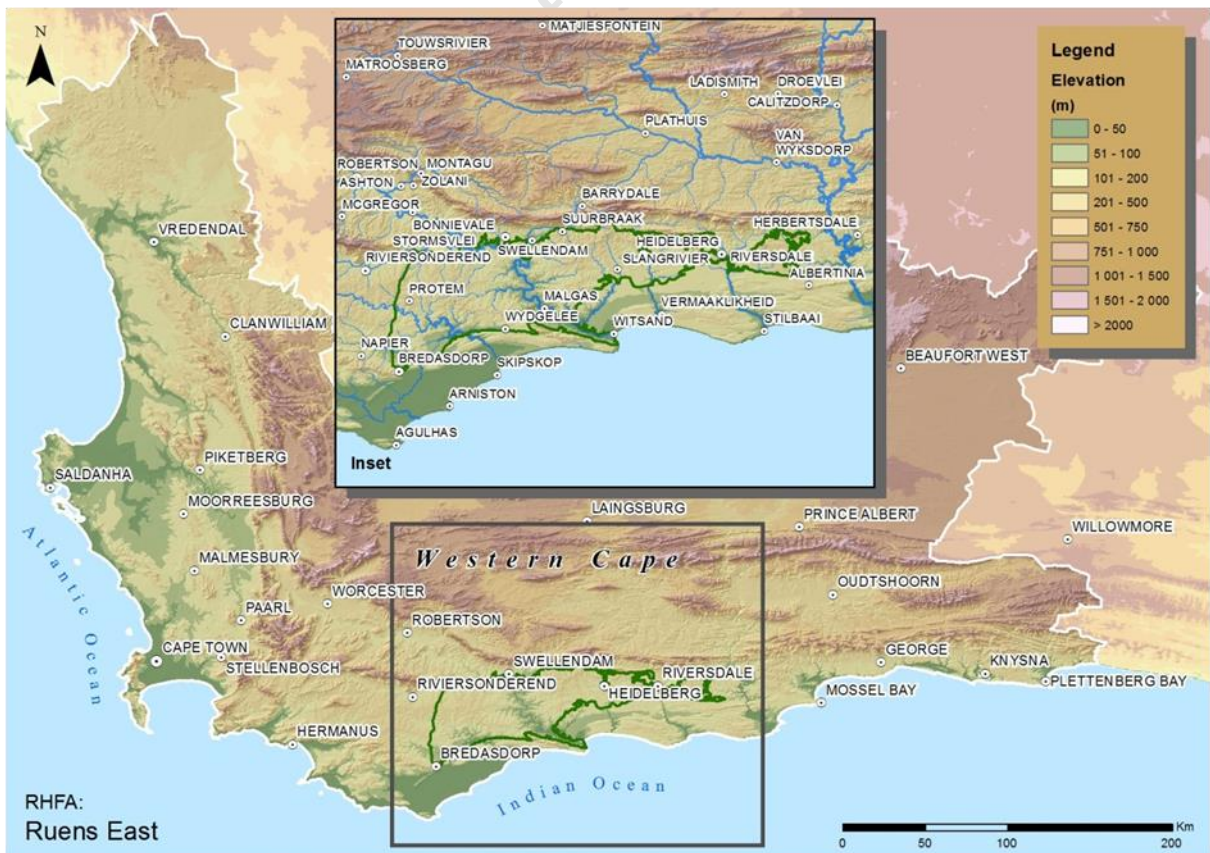 N
MATJIESFONTEIN
TOUWSRIVIER
MATROOSBERG
LADISMITH
DROEVLEI
CALITZDORP
PLATHUIS
VAN
WYKSDORP
ROBERTSON
MONTAGU
ASHTON
ZOLANI
MCGREGOR
BARRYDALE
BONNIEVALE
SUURBRAAK
HERBERTSDALE
STORMSVLEI
SWELLENDAM
HEIDELBERG
RIVIERSONDEREND
SLANGRIVIER
RIVERSDALE
ALBERTINIA
PROTEM
MALGAS
VERMAAKLIKHEID
WYDGELEE
WITSAND
STILBAAI
NAPIER
BREDASDORP
SKIPSKOP
ARNISTON
AGULHAS
Inset
Legend
Elevation
(m)
0 - 50
51 - 100
101 - 200
201 - 500
501 - 750
751 - 1 000
1 001 - 1 500
1 501 - 2 000
> 2000
VREDENDAL
CLANWILLIAM
BEAUFORT WEST
PIKETBERG
SALDANHA
MOORREESBURG
LAINGSBURG
PRINCE ALBERT
WILLOWMORE
Western Cape
MALMESBURY
Atlantic Ocean
WORCESTER
OUDTSHOORN
PAARL
ROBERTSON
CAPE TOWN
STELLENBOSCH
SWELLENDAM
RIVERSDALE
GEORGE
KNYSNA
RIVIERSONDEREND
HEIDELBERG
PLETTENBERG BAY
MOSSEL BAY
HERMANUS
BREDASDORP
Indian Ocean
RHFA:
Ruens East
Km
0 50 100 200